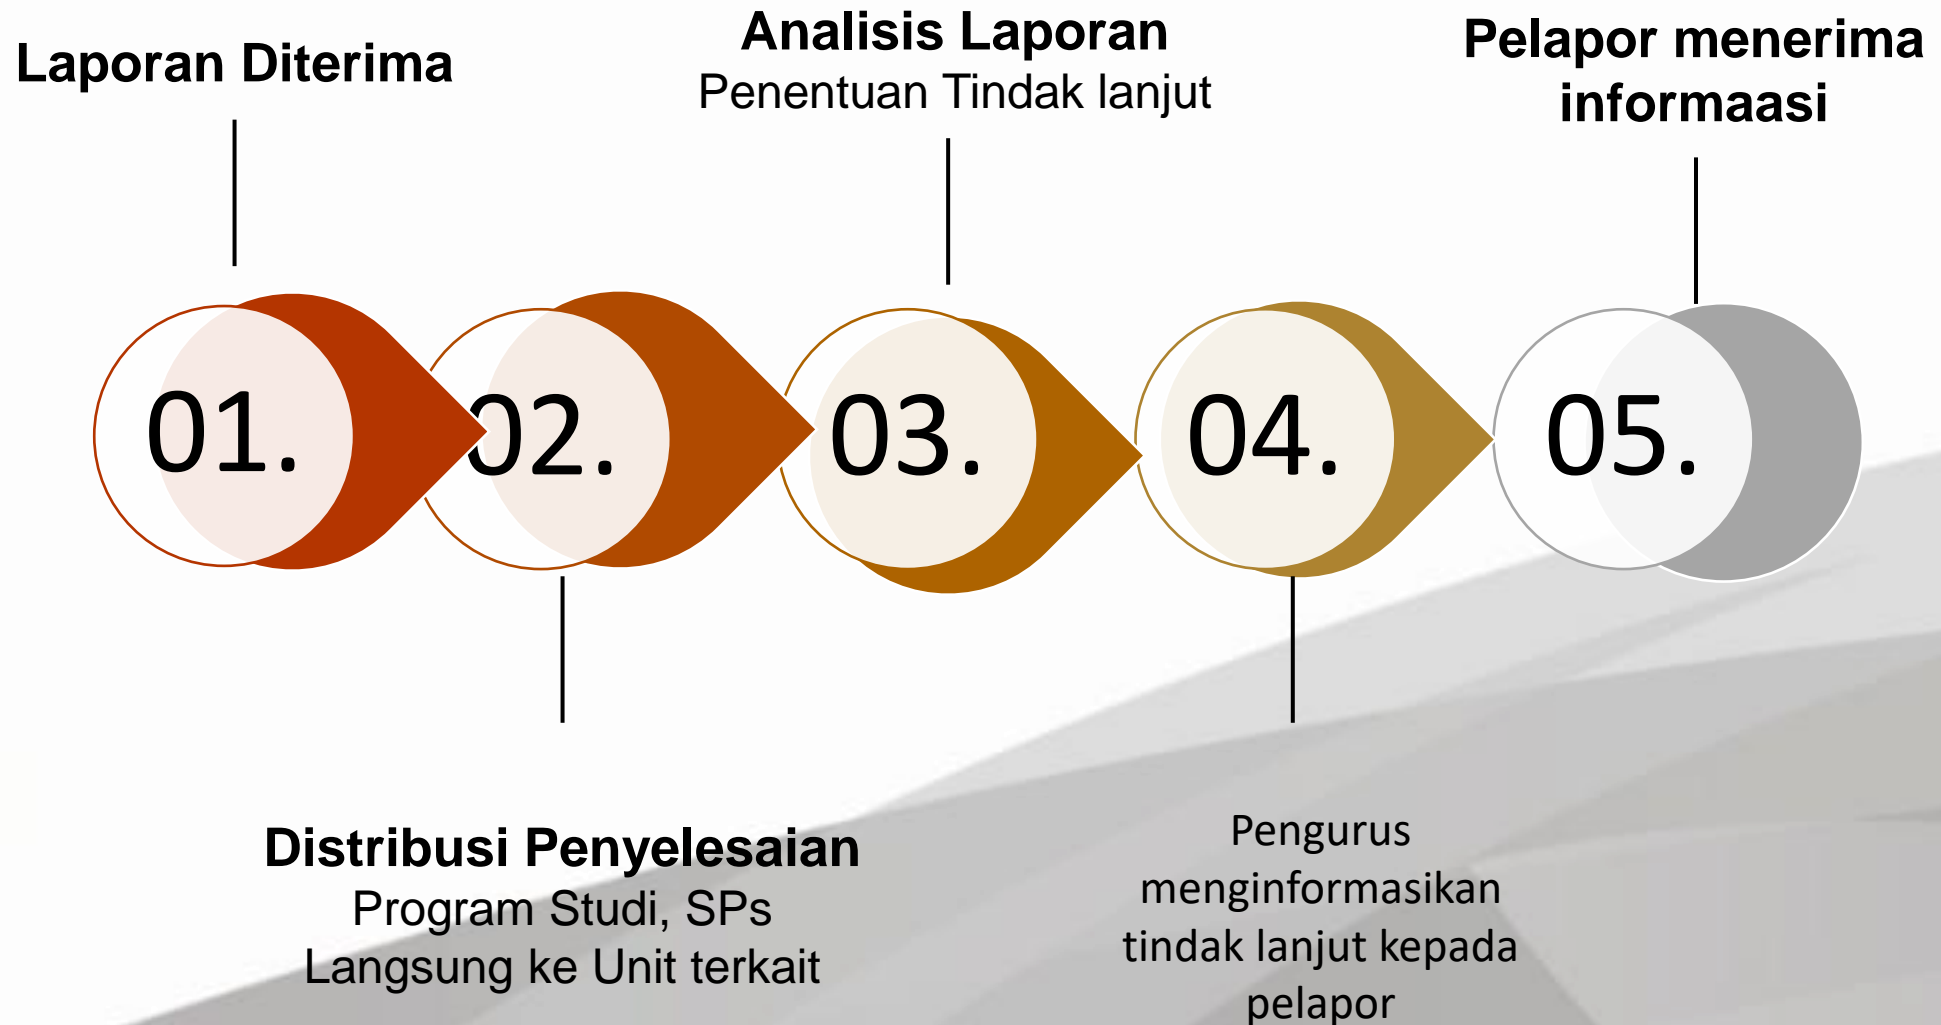 Laporan Diterima
Analisis Laporan
Penentuan Tindak lanjut
Pelapor menerima
informaasi
01.
02.
03.
04.
05.
Distribusi Penyelesaian
Program Studi, SPs
Langsung ke Unit terkait
Pengurus
menginformasikan
tindak lanjut kepada
pelapor